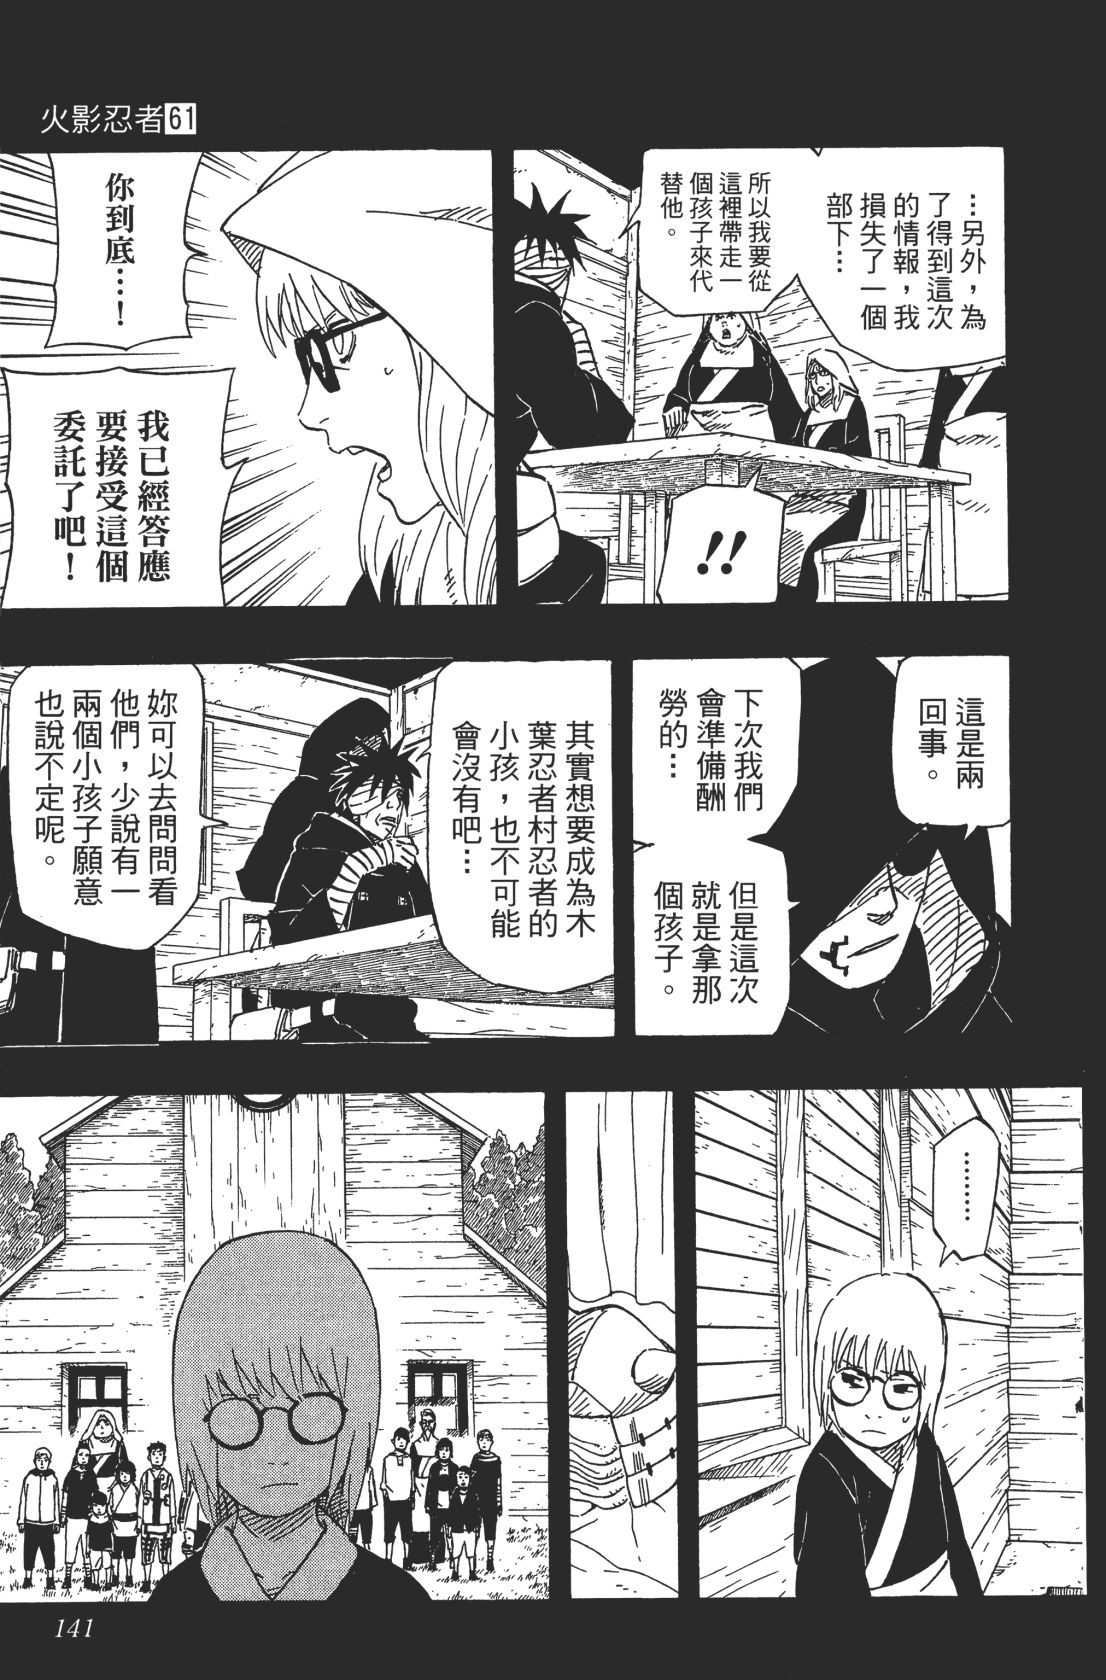 火影忍者61
…另外，為
了得到這次
的情報，我
損失了一個
部下…
所以我要從
這裡帶走一
個孩子來代
替他。
!!
你到底…！
我已經答應
要接受這個
委託了吧！
這是兩
回事。
下次我們
會準備酬
勞的…
但是這次
就是拿那
個孩子。
其實想要成為木
葉忍者村忍者的
小孩，也不可能
會沒有吧…
妳可以去問問看
他們，少說有一
兩個小孩子願意
也說不定呢。
………
141